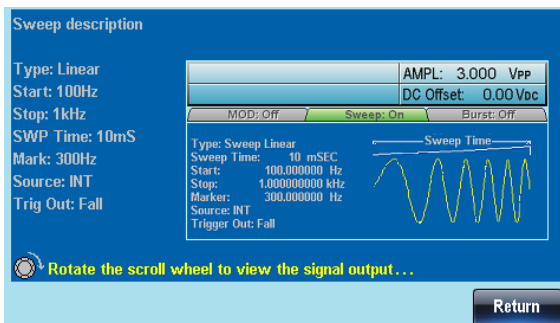 Sweep description
Type: Linear
Start: 100Hz
Stop: 1kHz
SWP Time: 10mS
Mark: 300Hz
Source: INT
Trig Out: Fall
AMPL: 3.000 VPP
DC Offset: 0.00 VDC
MOD: Off
Sweep: On
Burst: Off
Type: Sweep Linear
Sweep Time: 10 mSEC
Start: 100.000000 Hz
Stop: 1.000000000 kHz
Marker: 300.000000 Hz
Source: INT
Trigger Out: Fall
Sweep Time
Rotate the scroll wheel to view the signal output...
Return